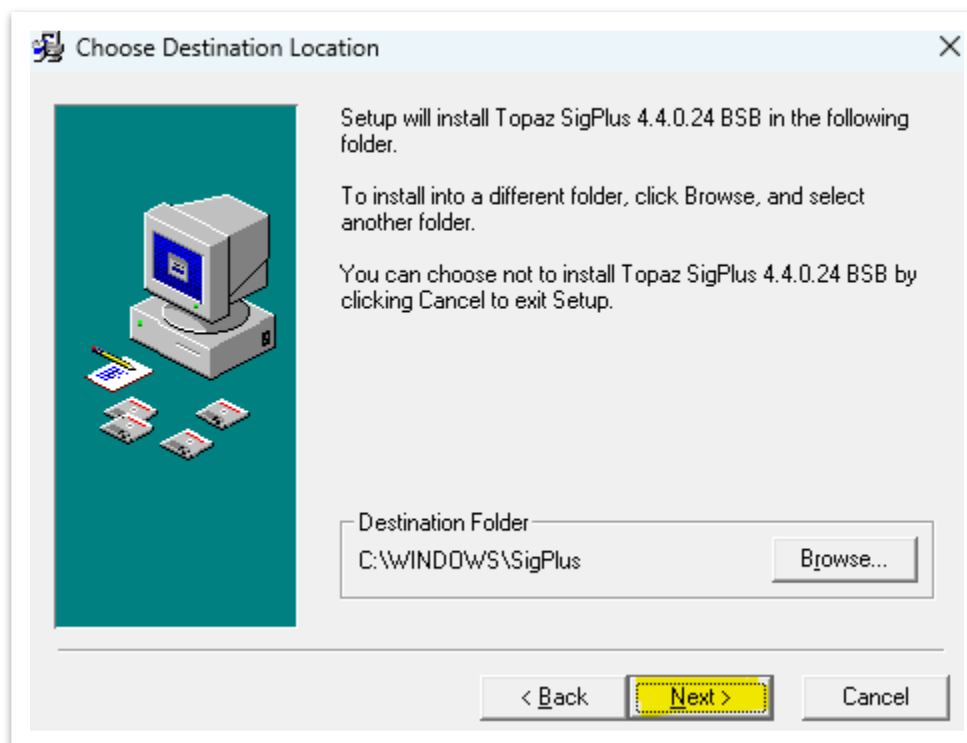 Choose Destination Location
Setup will install Topaz SigPlus 4.4.0.24 BSB in the following
folder.
To install into a different folder, click Browse, and select
another folder.
You can choose not to install Topaz SigPlus 4.4.0.24 BSB by
clicking Cancel to exit Setup.
Destination Folder
C:\WINDOWS\SigPlus
Browse...
< Back
Next >
Cancel